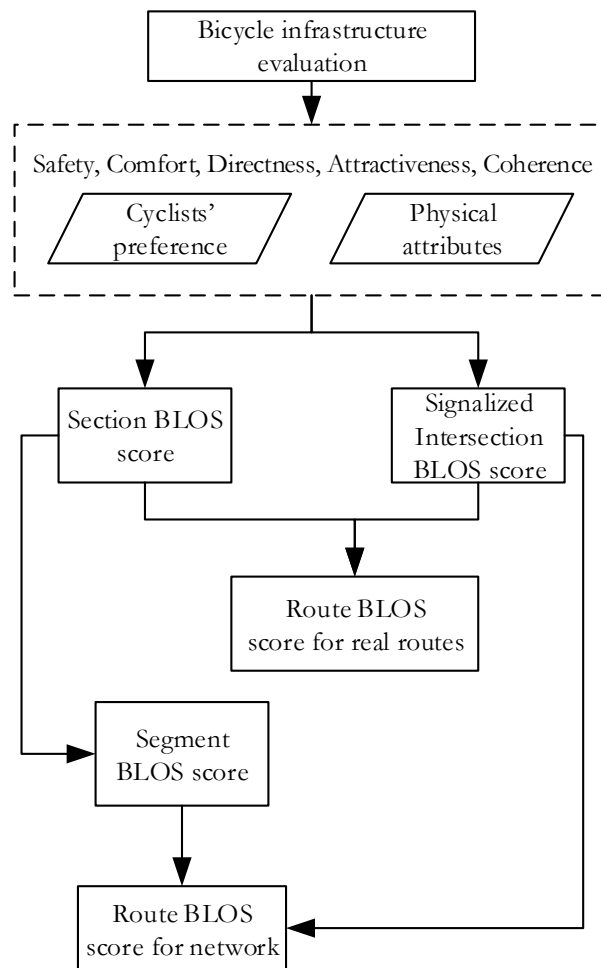 Bicycle infrastructure
evaluation
Safety, Comfort, Directness, Attractiveness, Coherence
Cyclists'
preference
Physical
attributes
Section BLOS
score
Signalized
Intersection
BLOS score
Route BLOS
score for real routes
Segment
BLOS score
Route BLOS
score for network